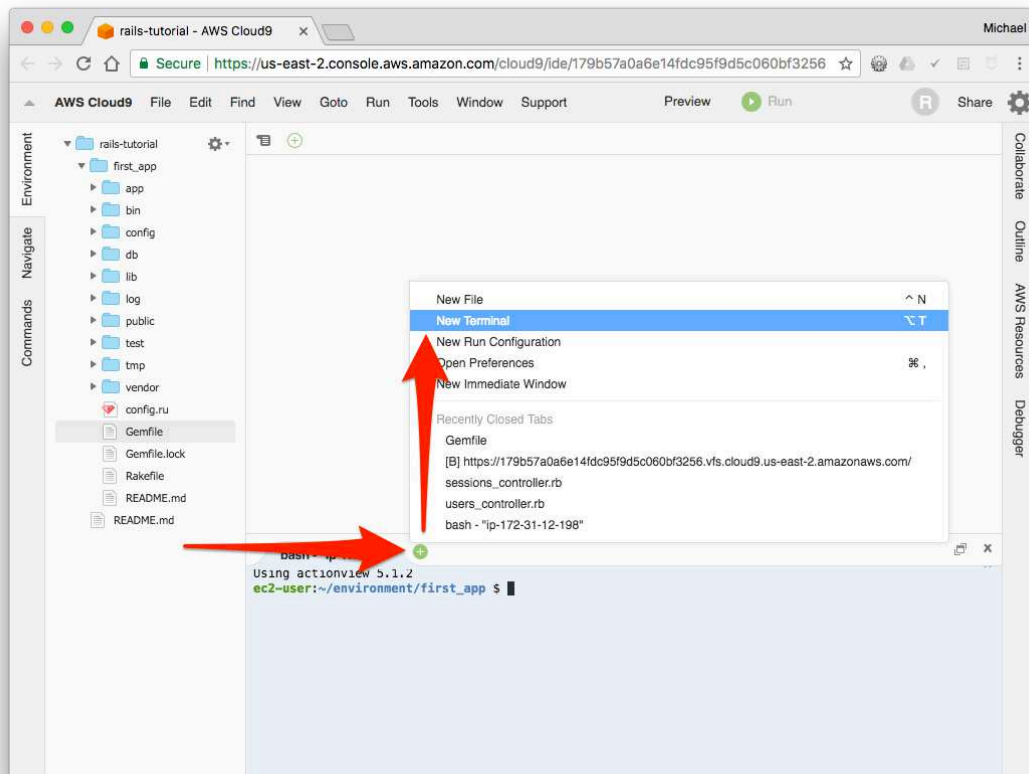 rails-tutorial - AWS Cloud9
Michael
Secure | https://us-east-2.console.aws.amazon.com/cloud9/ide/179b57a0a6e14fdc95f9d5c060bf3256
AWS Cloud9 File Edit Find View Goto Run Tools Window Support Preview Run R Share
Environment
Navigate
Commands
rails-tutorial
first_app
app
bin
config
db
lib
log
public
test
tmp
vendor
config.ru
Gemfile
Gemfile.lock
Rakefile
README.md
README.md
New File ^ N
New Terminal ⌥ T
New Run Configuration
Open Preferences ⌘ ,
New Immediate Window
Recently Closed Tabs
Gemfile
[B] https://179b57a0a6e14fdc95f9d5c060bf3256.vfs.cloud9.us-east-2.amazonaws.com/
sessions_controller.rb
users_controller.rb
bash - "ip-172-31-12-198"
bash -
Using actionview 5.1.2
ec2-user:~/environment/first_app $
Collaborate
Outline
AWS Resources
Debugger